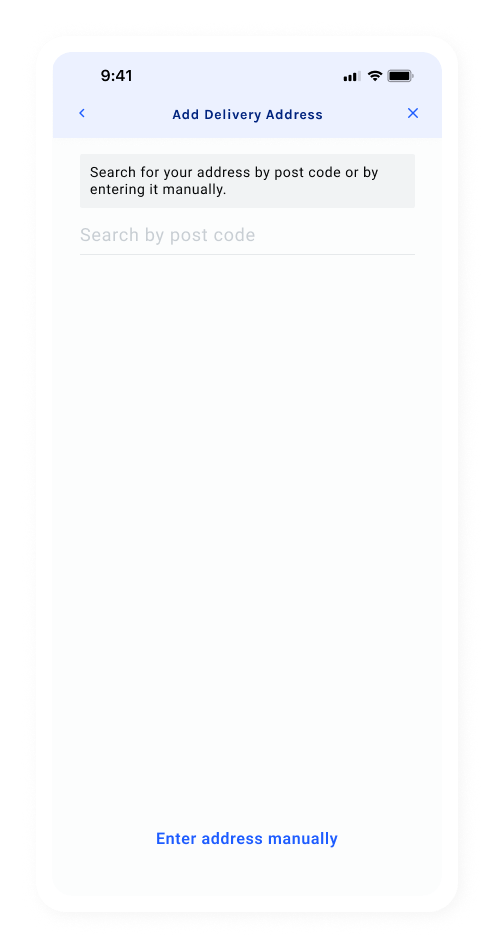 9:41
Add Delivery Address
Search for your address by post code or by
entering it manually.
Search by post code
Enter address manually